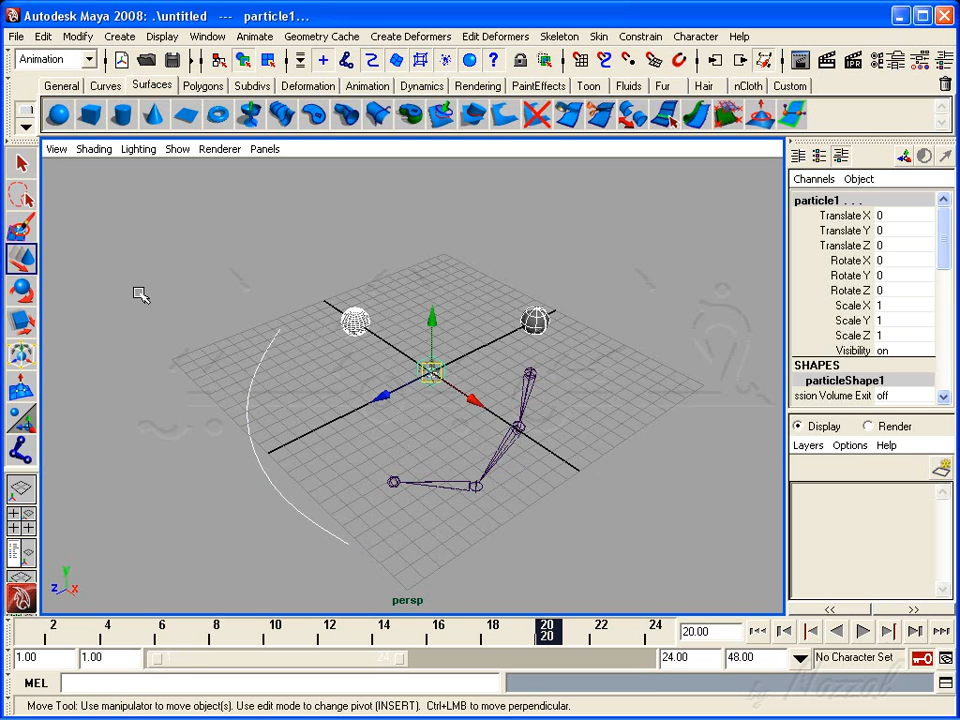 Autodesk Maya 2008: .\untitled --- particle1...
File Edit Modify Create Display Window Animate Geometry Cache Create Deformers Edit Deformers Skeleton Skin Constrain Character Help
Animation
General Curves Surfaces Polygons Subdivs Deformation Animation Dynamics Rendering PaintEffects Toon Fluids Fur Hair nCloth Custom
View Shading Lighting Show Renderer Panels
Channels Object
particle1 . . .
Translate X 0
Translate Y 0
Translate Z 0
Rotate X 0
Rotate Y 0
Rotate Z 0
Scale X 1
Scale Y 1
Scale Z 1
Visibility on
SHAPES
particleShape1
ssion Volume Exit off
Display Render
Layers Options Help
y
z x
persp
<< >>
2 4 6 8 10 12 14 16 18 20 22 24
20
20.00
1.00 1.00 1 24 24.00 48.00 No Character Set
MEL
by Mazzal
Move Tool: Use manipulator to move object(s). Use edit mode to change pivot (INSERT). Ctrl+LMB to move perpendicular.